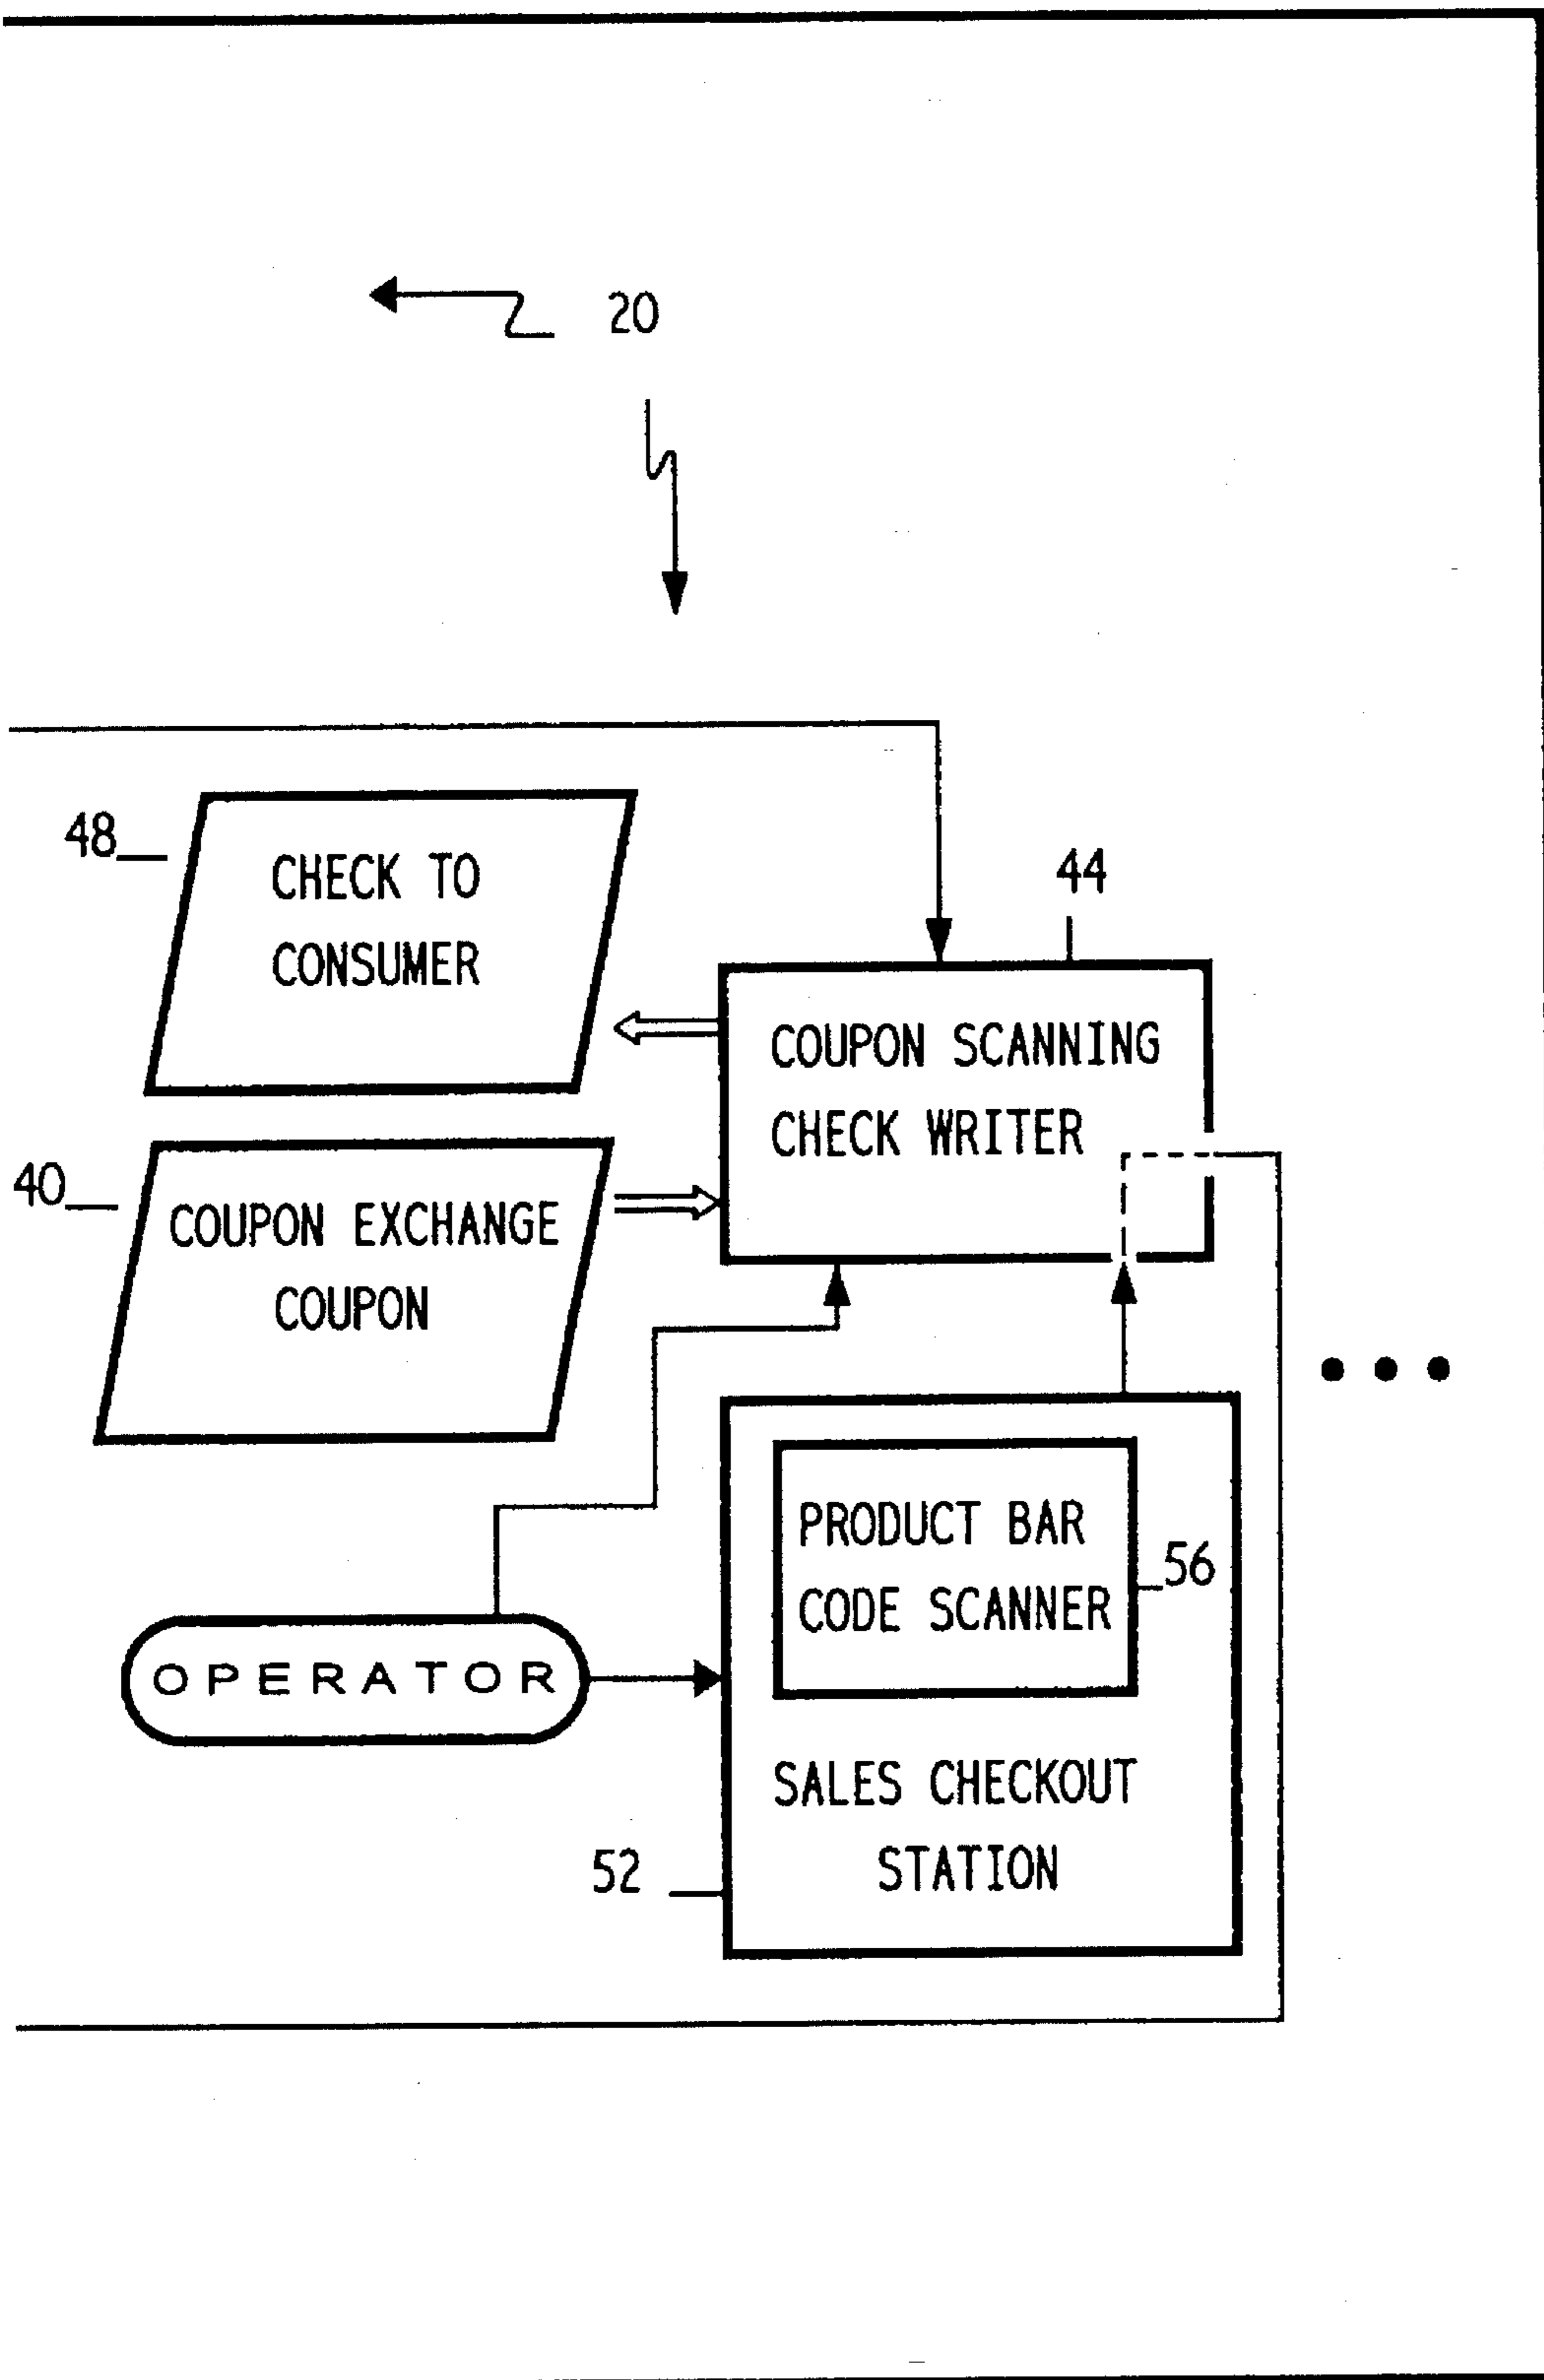 20
48
CHECK TO
CONSUMER
44
COUPON SCANNING
CHECK WRITER
40
COUPON EXCHANGE
COUPON
PRODUCT BAR
CODE SCANNER
56
OPERATOR
SALES CHECKOUT
STATION
52